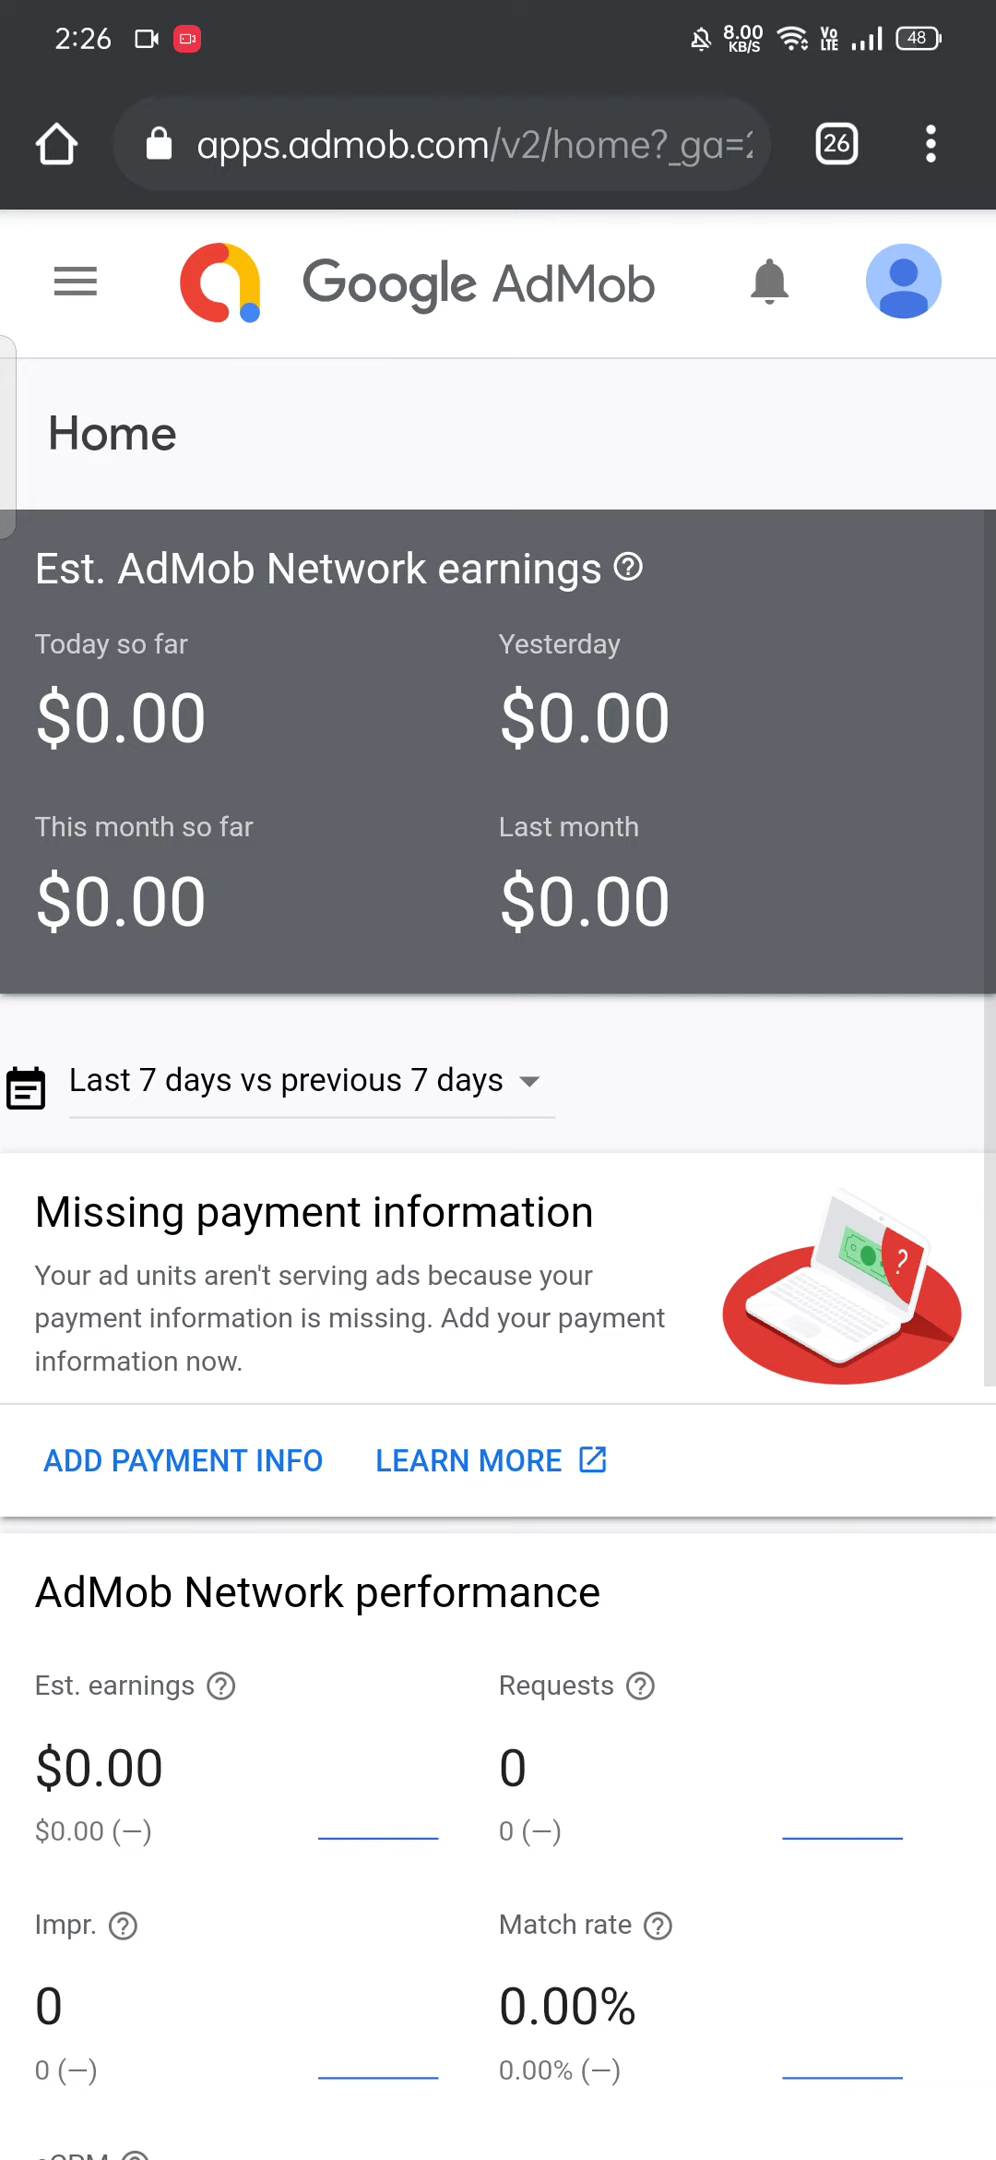 2:26 8.00 KB/S Vo LTE 48
apps.admob.com/v2/home?_ga=2 26
Google AdMob
Home
Est. AdMob Network earnings ?
Today so far Yesterday
$0.00 $0.00
This month so far Last month
$0.00 $0.00
Last 7 days vs previous 7 days
Missing payment information
Your ad units aren't serving ads because your
payment information is missing. Add your payment
information now.
?
ADD PAYMENT INFO LEARN MORE
AdMob Network performance
Est. earnings ? Requests ?
$0.00 0
$0.00 (—) 0 (—)
Impr. ? Match rate ?
0 0.00%
0 (—) 0.00% (—)